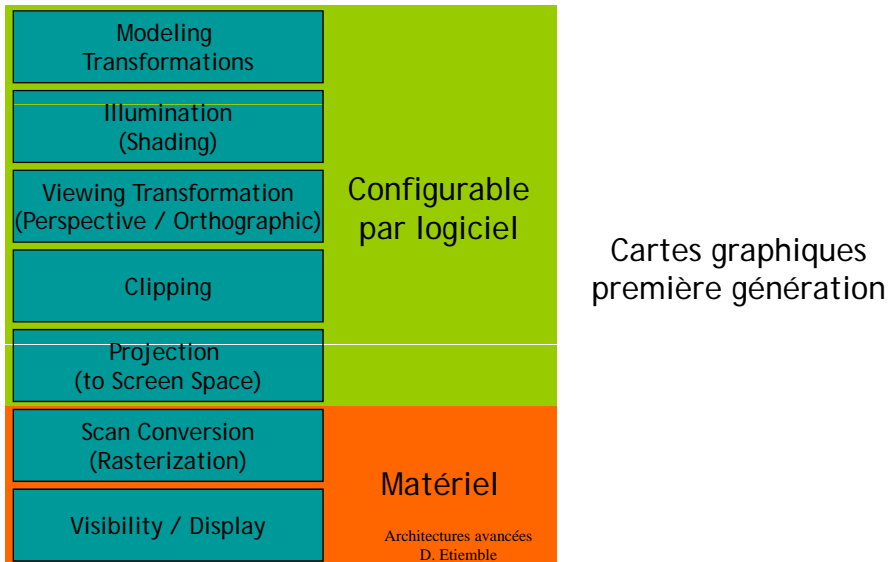 Modeling
Transformations
Illumination
(Shading)
Viewing Transformation
(Perspective / Orthographic)
Clipping
Projection
(to Screen Space)
Configurable
par logiciel
Scan Conversion
(Rasterization)
Visibility / Display
Matériel
Architectures avancées
D. Etiemble
Cartes graphiques
première génération